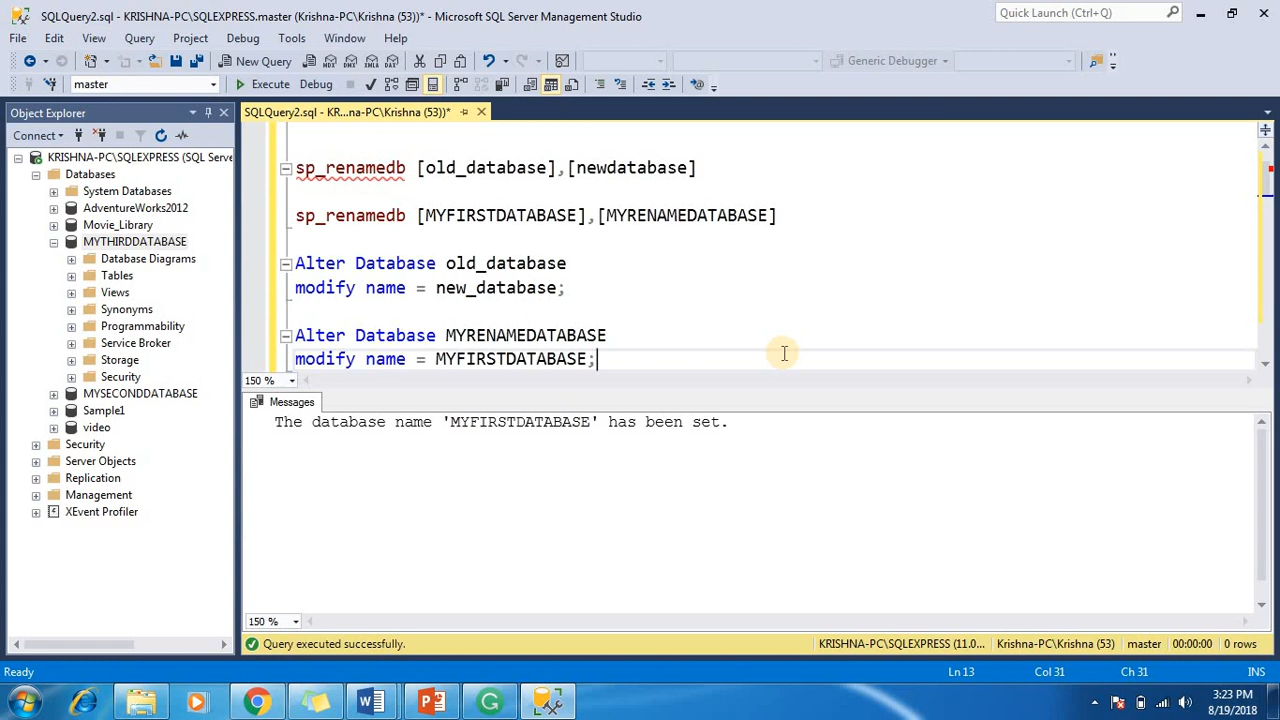 SQLQuery2.sql - KRISHNA-PC\SQLEXPRESS.master (Krishna-PC\Krishna (53))* - Microsoft SQL Server Management Studio
Quick Launch (Ctrl+Q)
File Edit View Query Project Debug Tools Window Help
New Query
Generic Debugger
master
Execute Debug
Object Explorer
SQLQuery2.sql - KR...na-PC\Krishna (53))*
Connect
KRISHNA-PC\SQLEXPRESS (SQL Serve
Databases
System Databases
AdventureWorks2012
Movie_Library
MYTHIRDDATABASE
Database Diagrams
Tables
Views
Synonyms
Programmability
Service Broker
Storage
Security
MYSECONDDATABASE
Sample1
video
Security
Server Objects
Replication
Management
XEvent Profiler
sp_renamedb [old_database],[newdatabase]
sp_renamedb [MYFIRSTDATABASE],[MYRENAMEDATABASE]
Alter Database old_database
modify name = new_database;
Alter Database MYRENAMEDATABASE
modify name = MYFIRSTDATABASE;
150 %
Messages
The database name 'MYFIRSTDATABASE' has been set.
150 %
Query executed successfully.
KRISHNA-PC\SQLEXPRESS (11.0... Krishna-PC\Krishna (53) master 00:00:00 0 rows
Ready
Ln 13 Col 31 Ch 31 INS
3:23 PM
8/19/2018